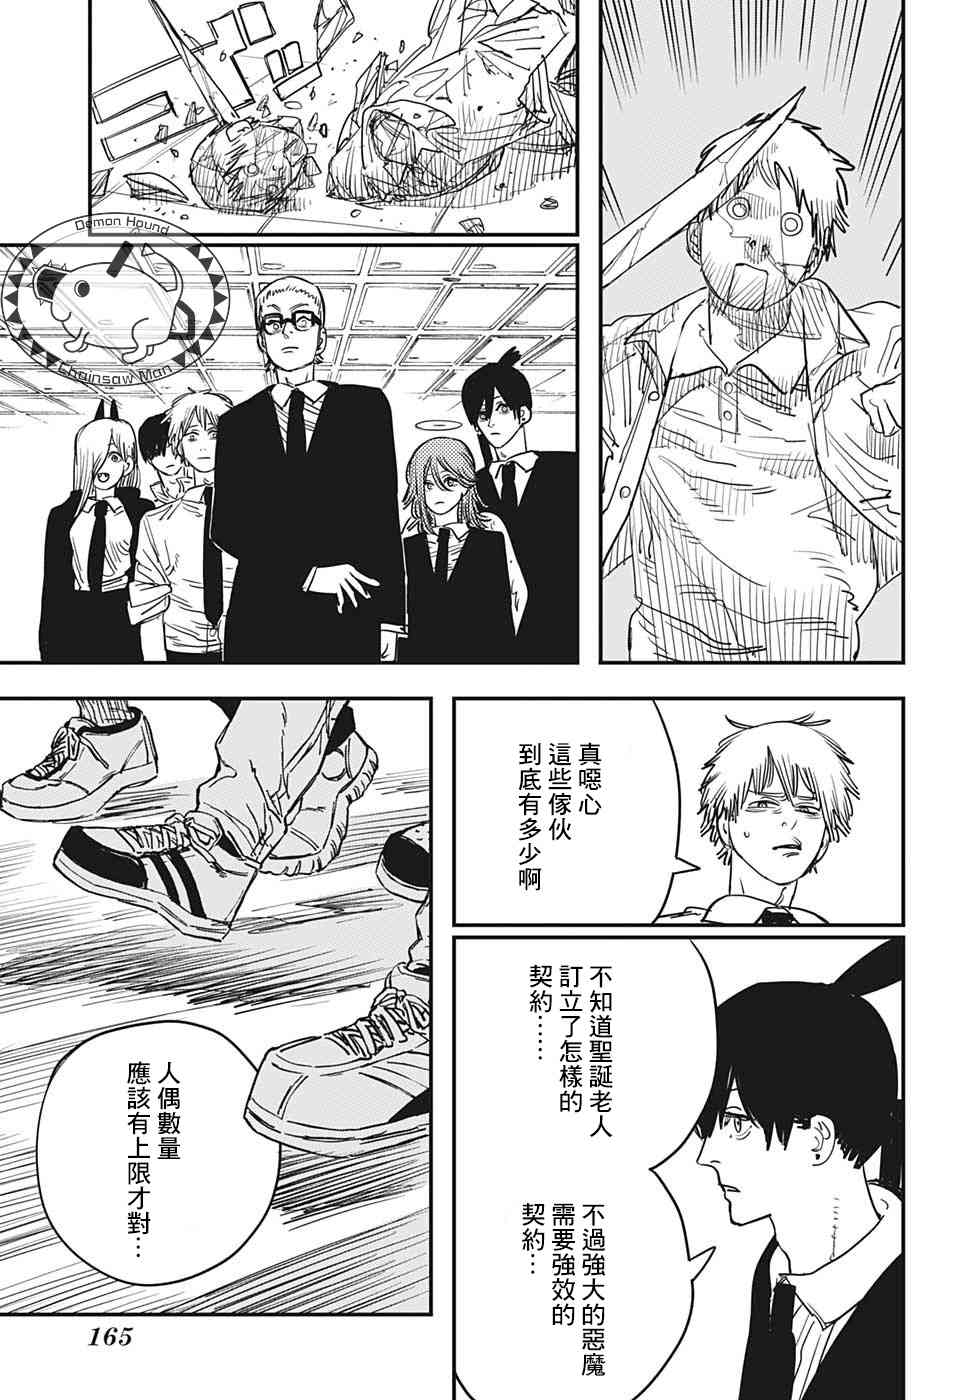 Demon Hound
Chainsaw Man
真噁心
這些傢伙
到底有多少啊
不知道聖誕老人
訂立了怎樣的
契約……
不過強大的惡魔
需要強效的
契約…
人偶數量
應該有上限才對…
165